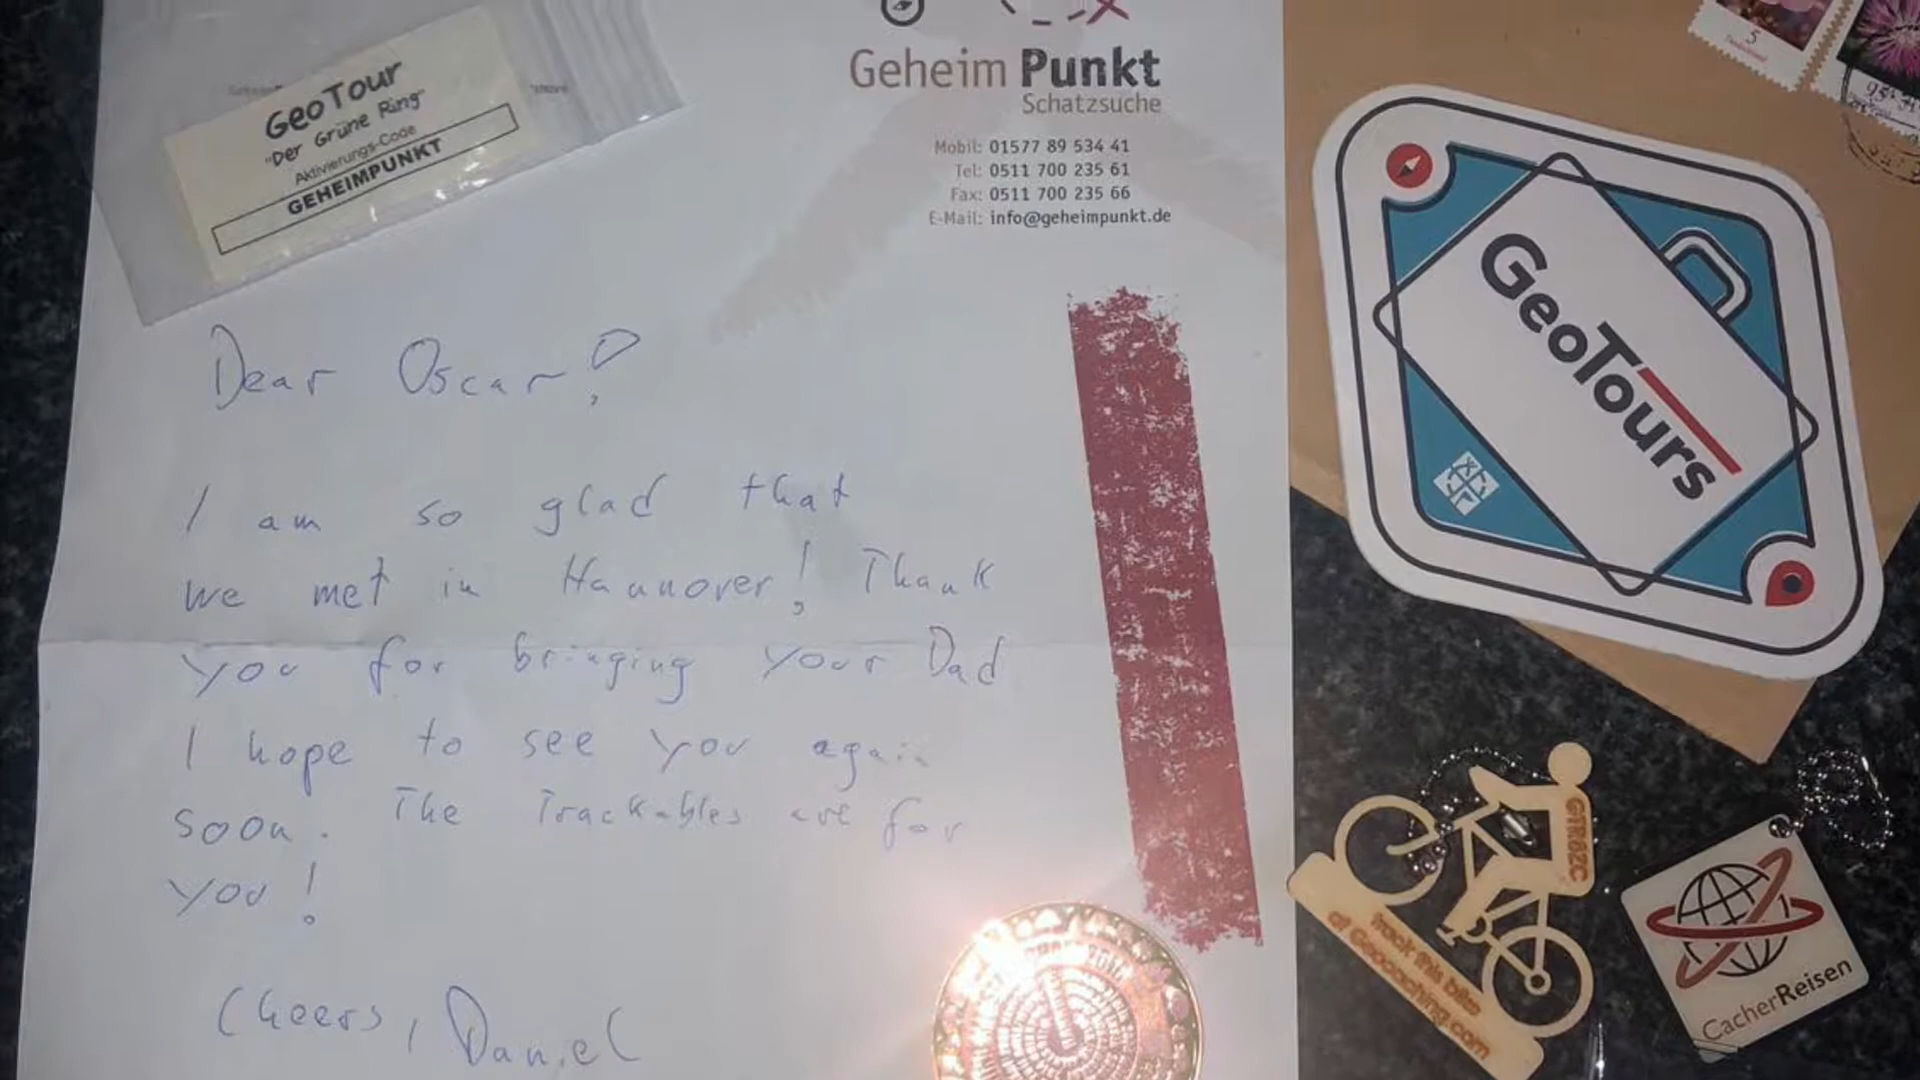 GeoTour
"Der Grüne Ring"
Aktivierungs-Code
GEHEIMPUNKT
Geheim Punkt
Schatzsuche
Mobil: 01577 89 534 41
Tel: 0511 700 235 61
Fax: 0511 700 235 66
E-Mail: info@geheimpunkt.de
Dear Oscar!
I am so glad that
we met in Hannover! Thank
you for bringing your Dad
I hope to see you again
soon. The Trackables are for
you!
Cheers, Daniel
5
95
GeoTours
track this bike
at Geocaching.com
CacherReisen